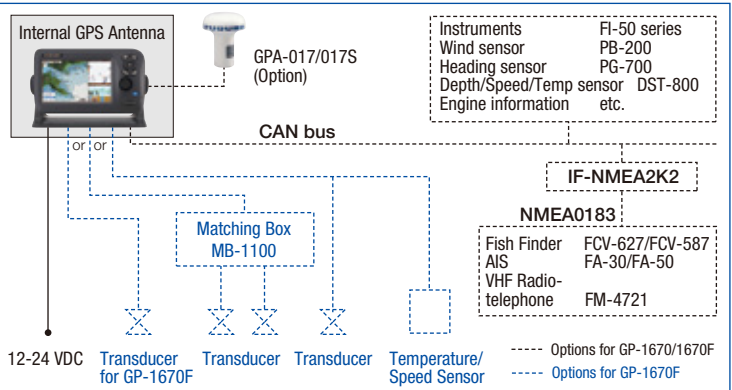 Internal GPS Antenna
GPA-017/017S
(Option)
Instruments FI-50 series
Wind sensor PB-200
Heading sensor PG-700
Depth/Speed/Temp sensor DST-800
Engine information etc.
CAN bus
or or
IF-NMEA2K2
NMEA0183
Fish Finder FCV-627/FCV-587
AIS FA-30/FA-50
VHF Radio-
telephone FM-4721
Matching Box
MB-1100
12-24 VDC
Transducer
for GP-1670F
Transducer
Transducer
Temperature/
Speed Sensor
Options for GP-1670/1670F
Options for GP-1670F